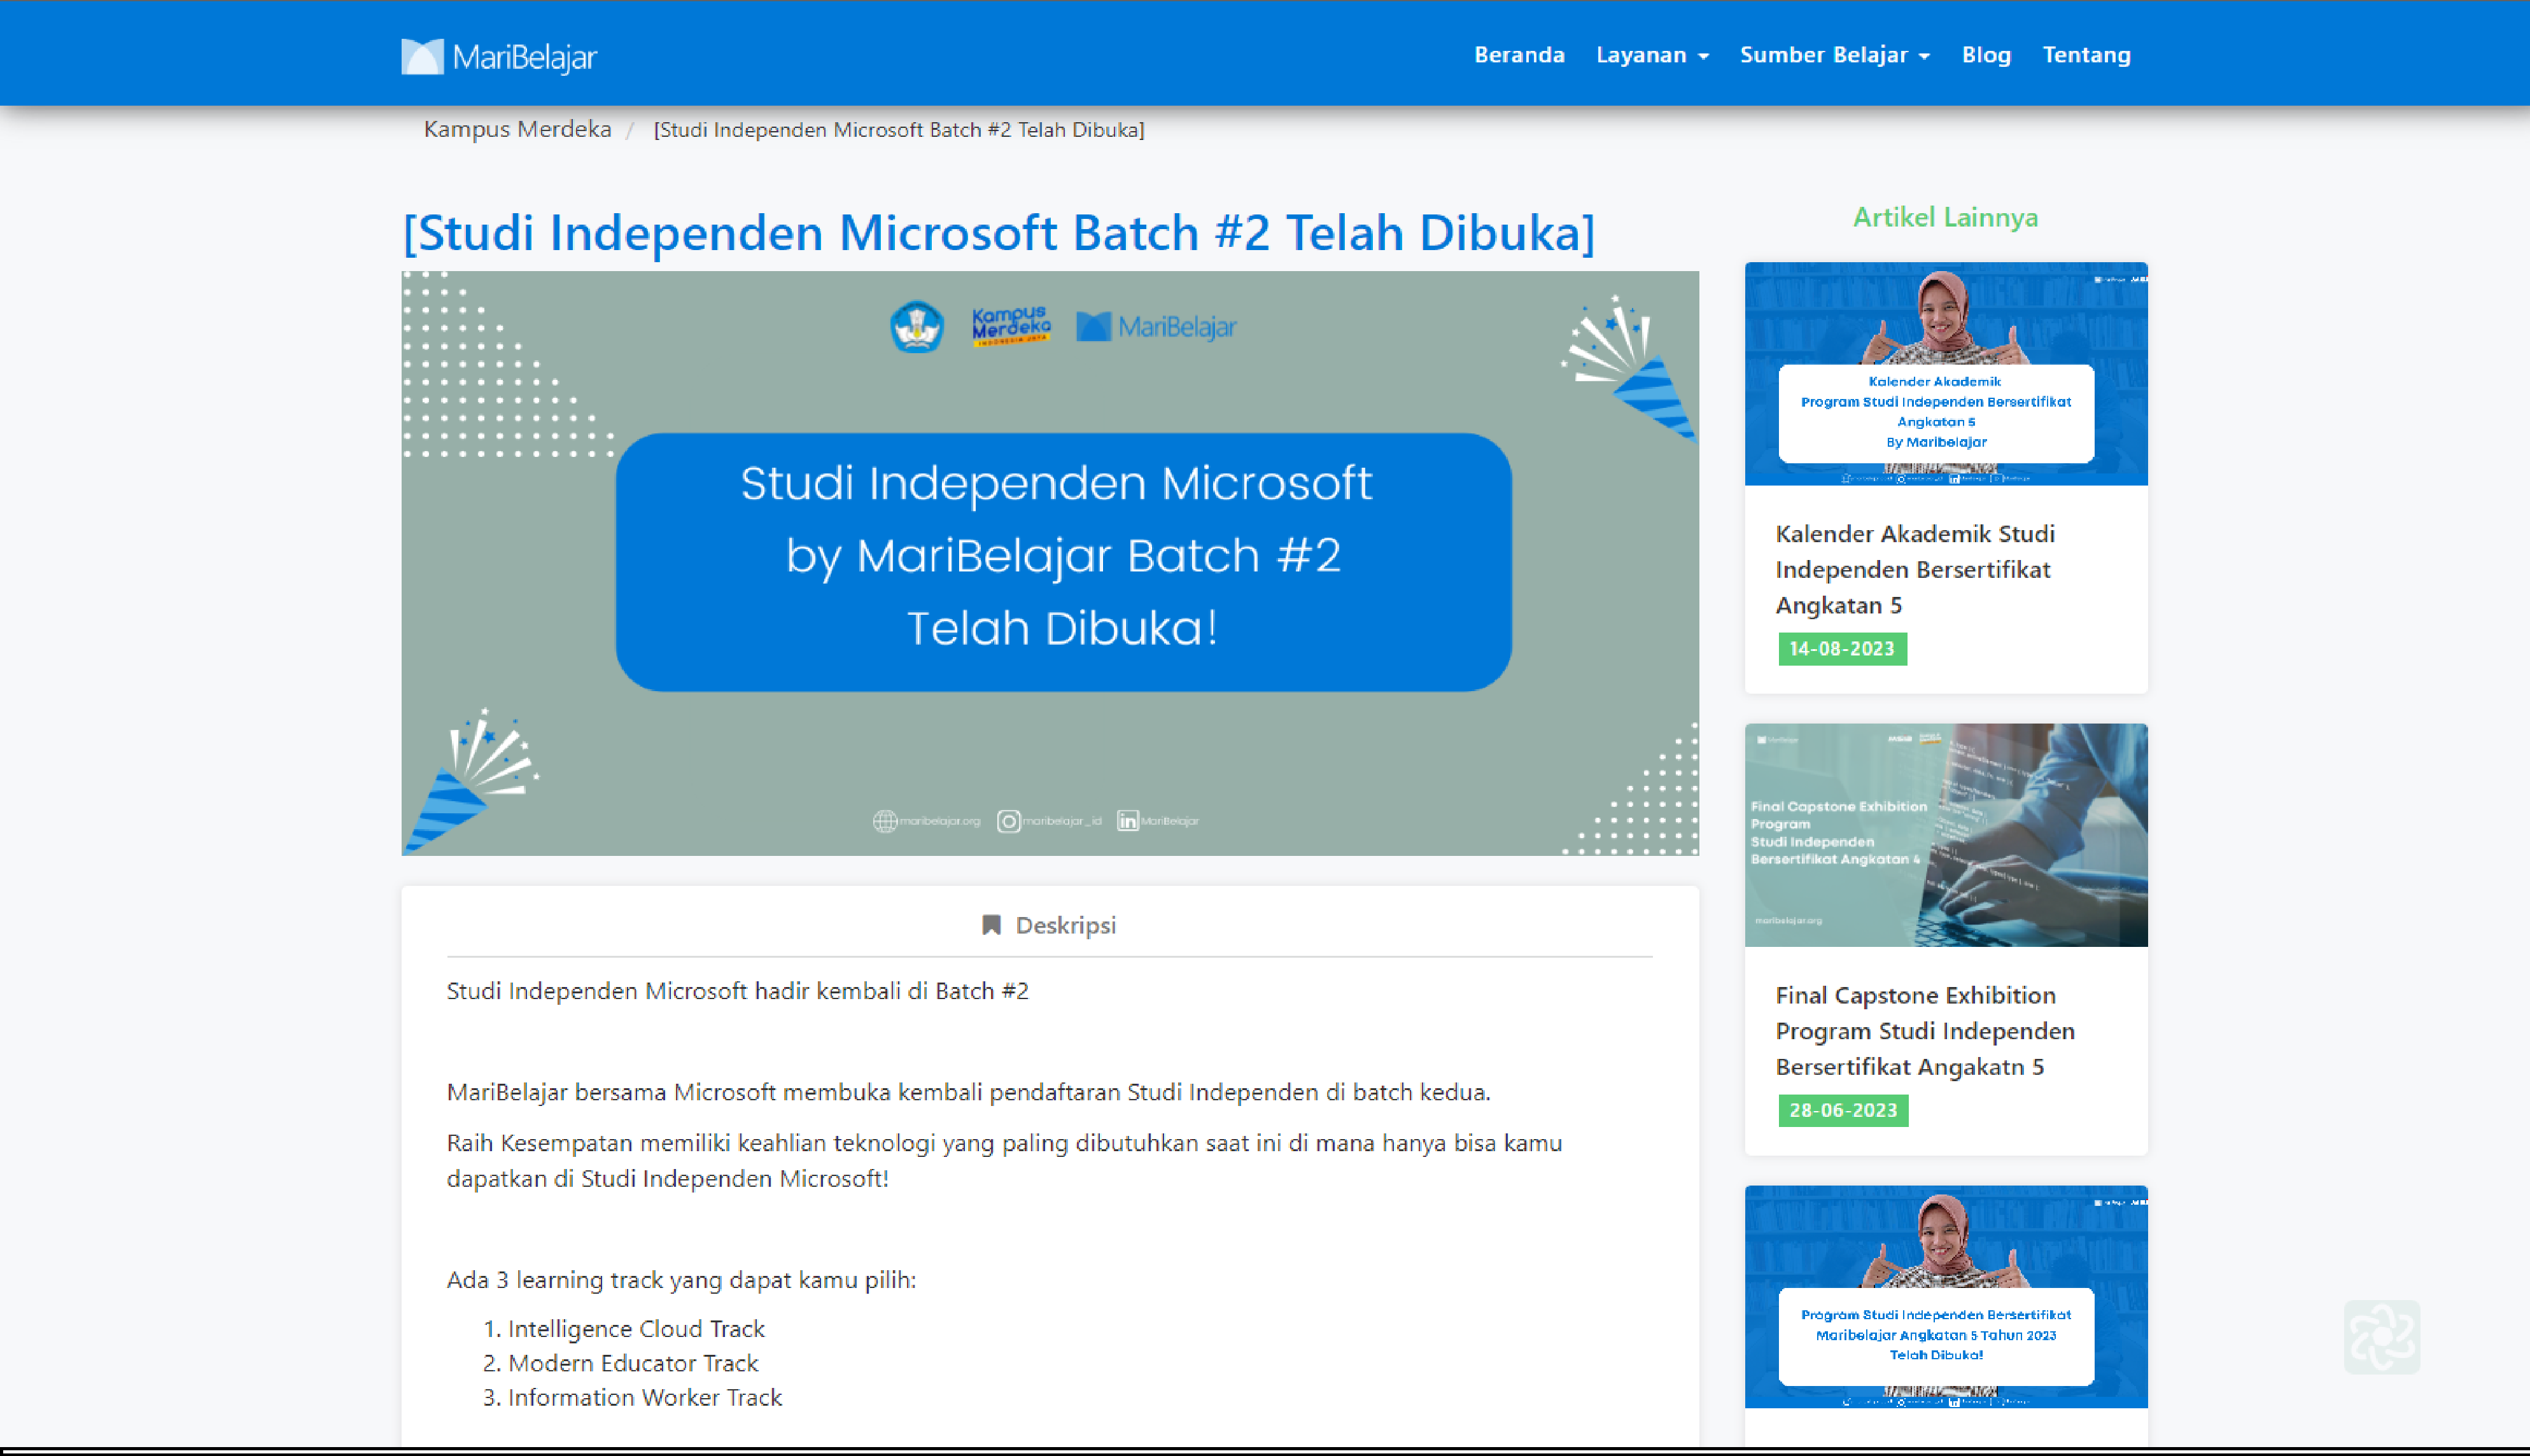 MariBelajar
Beranda Layanan Sumber Belajar Blog Tentang
Kampus Merdeka / [Studi Independen Microsoft Batch #2 Telah Dibuka]
[Studi Independen Microsoft Batch #2 Telah Dibuka]
Kampus
Merdeka
INDONESIA JAYA
MariBelajar
Studi Independen Microsoft
by MariBelajar Batch #2
Telah Dibuka!
maribelajar.org maribelajar_id MariBelajar
Deskripsi
Studi Independen Microsoft hadir kembali di Batch #2
MariBelajar bersama Microsoft membuka kembali pendaftaran Studi Independen di batch kedua.
Raih Kesempatan memiliki keahlian teknologi yang paling dibutuhkan saat ini di mana hanya bisa kamu
dapatkan di Studi Independen Microsoft!
Ada 3 learning track yang dapat kamu pilih:
1. Intelligence Cloud Track
2. Modern Educator Track
3. Information Worker Track
Artikel Lainnya
Kalender Akademik
Program Studi Independen Bersertifikat
Angkatan 5
By Maribelajar
Kalender Akademik Studi
Independen Bersertifikat
Angkatan 5
14-08-2023
MariBelajar
Final Capstone Exhibition
Program
Studi Independen
Bersertifikat Angkatan 4
maribelajar.org
Final Capstone Exhibition
Program Studi Independen
Bersertifikat Angakatn 5
28-06-2023
Program Studi Independen Bersertifikat
Maribelajar Angkatan 5 Tahun 2023
Telah Dibuka!